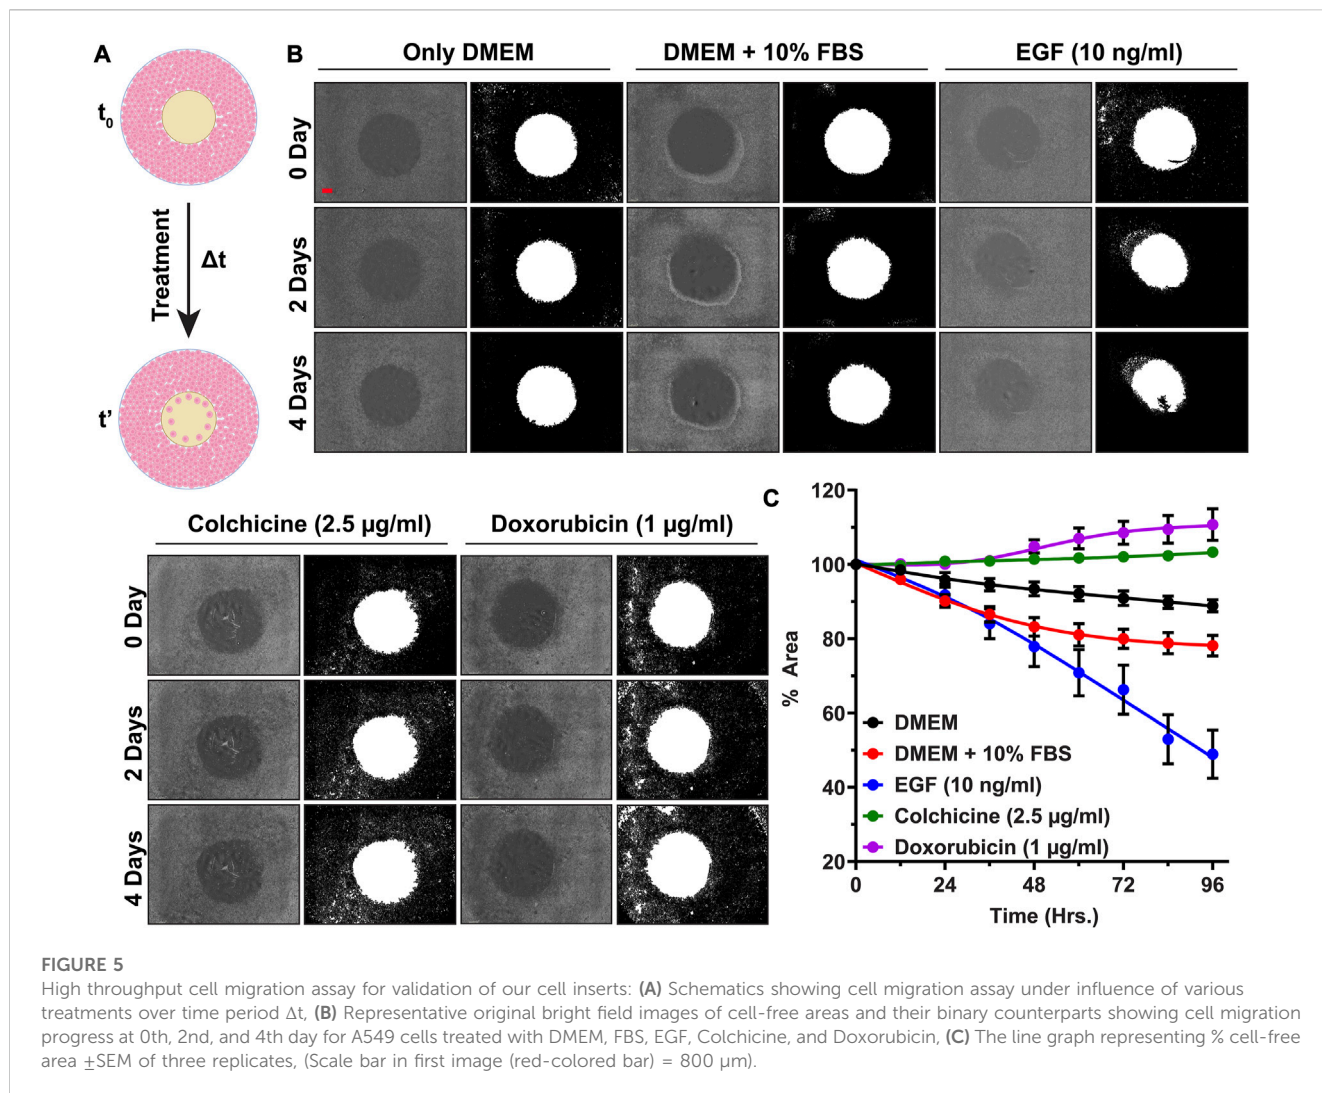 A
t0
Treatment
Δt
t'
B
Only DMEM
DMEM + 10% FBS
EGF (10 ng/ml)
0 Day
2 Days
4 Days
Colchicine (2.5 µg/ml)
Doxorubicin (1 µg/ml)
0 Day
2 Days
4 Days
C
120
100
80
60
40
20
% Area
DMEM
DMEM + 10% FBS
EGF (10 ng/ml)
Colchicine (2.5 µg/ml)
Doxorubicin (1 µg/ml)
0 24 48 72 96
Time (Hrs.)
FIGURE 5
High throughput cell migration assay for validation of our cell inserts: (A) Schematics showing cell migration assay under influence of various
treatments over time period Δt, (B) Representative original bright field images of cell-free areas and their binary counterparts showing cell migration
progress at 0th, 2nd, and 4th day for A549 cells treated with DMEM, FBS, EGF, Colchicine, and Doxorubicin, (C) The line graph representing % cell-free
area ±SEM of three replicates, (Scale bar in first image (red-colored bar) = 800 µm).